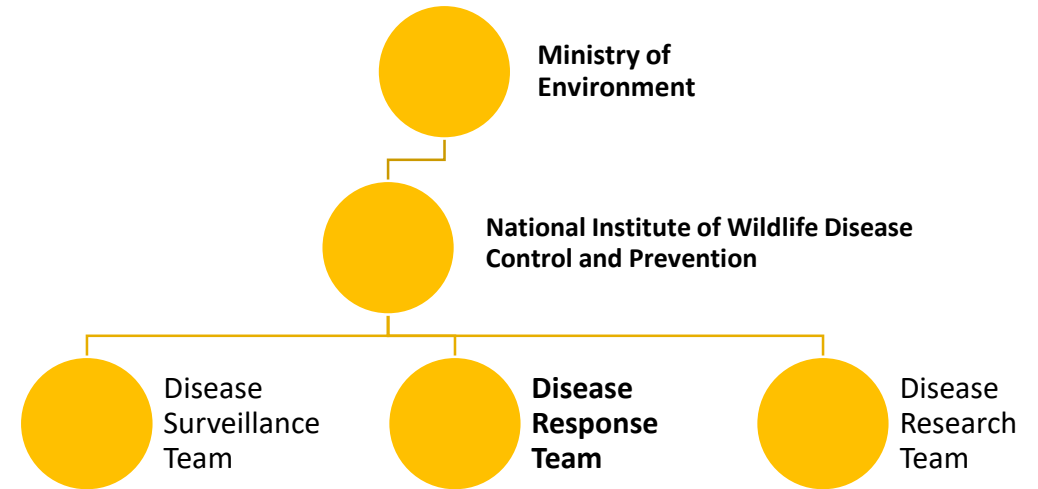 Ministry of
Environment
National Institute of Wildlife Disease
Control and Prevention
Disease
Surveillance
Team
Disease
Response
Team
Disease
Research
Team